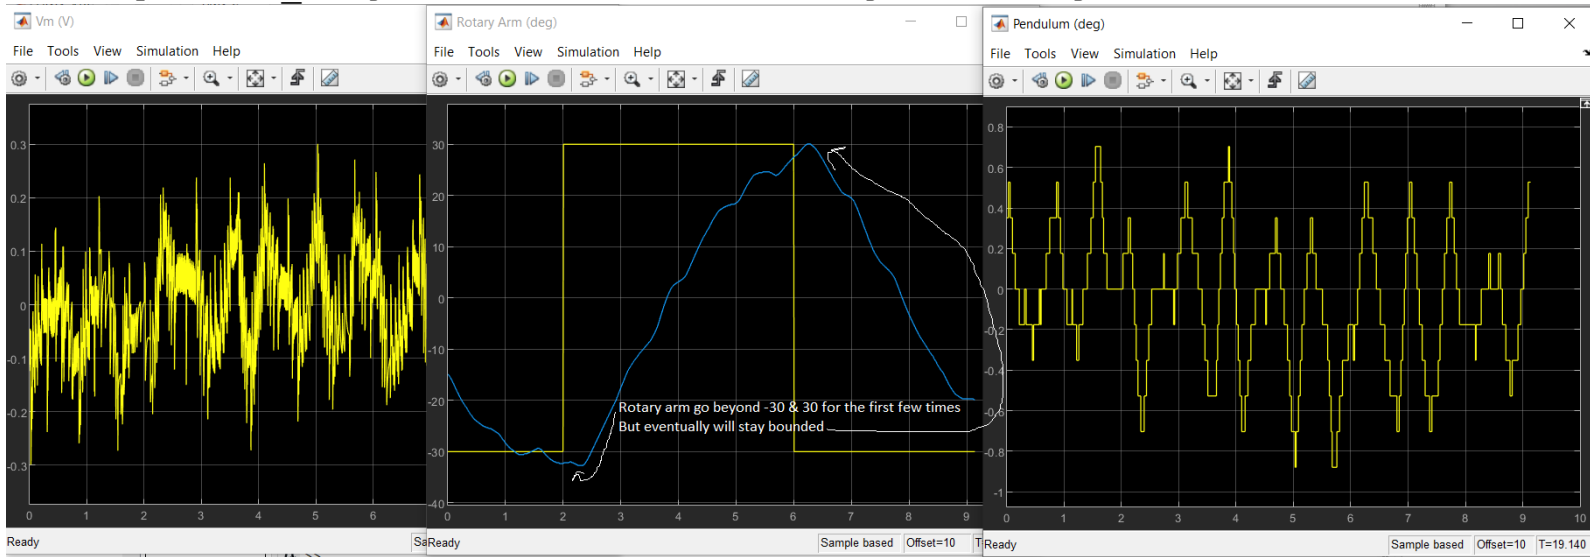 Vm (V)
File Tools View Simulation Help
0.3
0.2
0.1
0
-0.1
-0.2
-0.3
0 1 2 3 4 5 6
Ready
Rotary Arm (deg)
File Tools View Simulation Help
30
20
10
0
-10
-20
-30
-40
0 1 2 3 4 5 6 7 8 9
Rotary arm go beyond -30 & 30 for the first few times
But eventually will stay bounded
Ready
Sample based Offset=10
Pendulum (deg)
File Tools View Simulation Help
0.8
0.6
0.4
0.2
0
-0.2
-0.4
-0.6
-0.8
-1
0 1 2 3 4 5 6 7 8 9 10
Ready
Sample based Offset=10 T=19.140